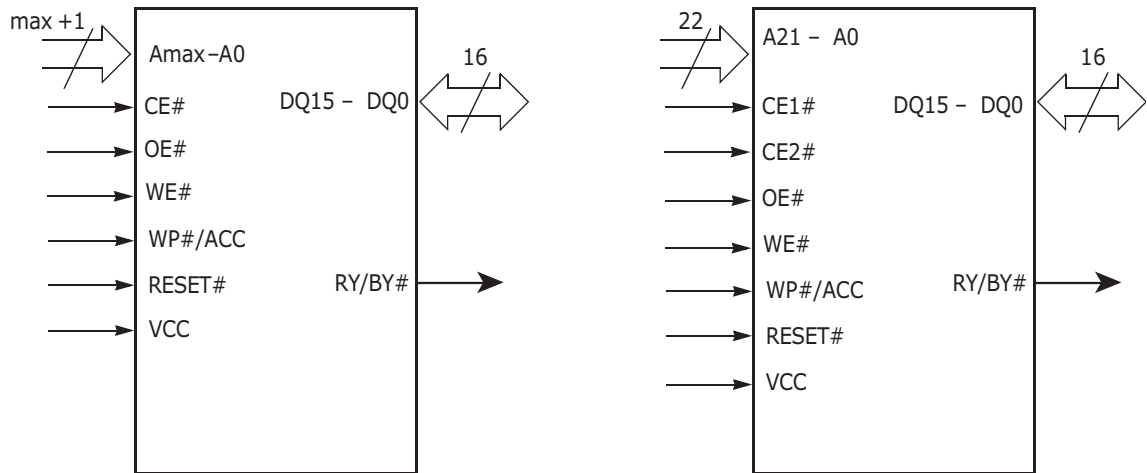 max +1
Amax–A0
16
CE#
DQ15 – DQ0
OE#
WE#
WP#/ACC
RESET#
RY/BY#
VCC
22
A21 – A0
16
CE1#
DQ15 – DQ0
CE2#
OE#
WE#
WP#/ACC
RY/BY#
RESET#
VCC